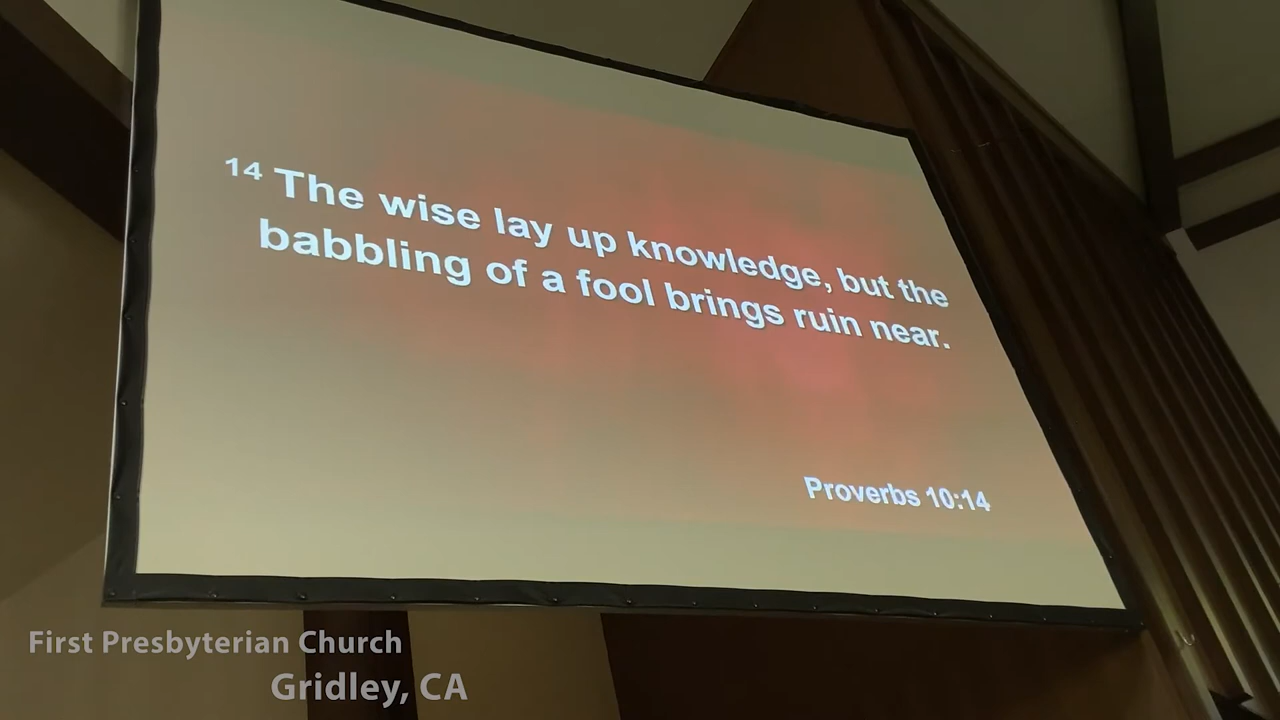 14 The wise lay up knowledge, but the
babbling of a fool brings ruin near.
Proverbs 10:14
First Presbyterian Church
Gridley, CA